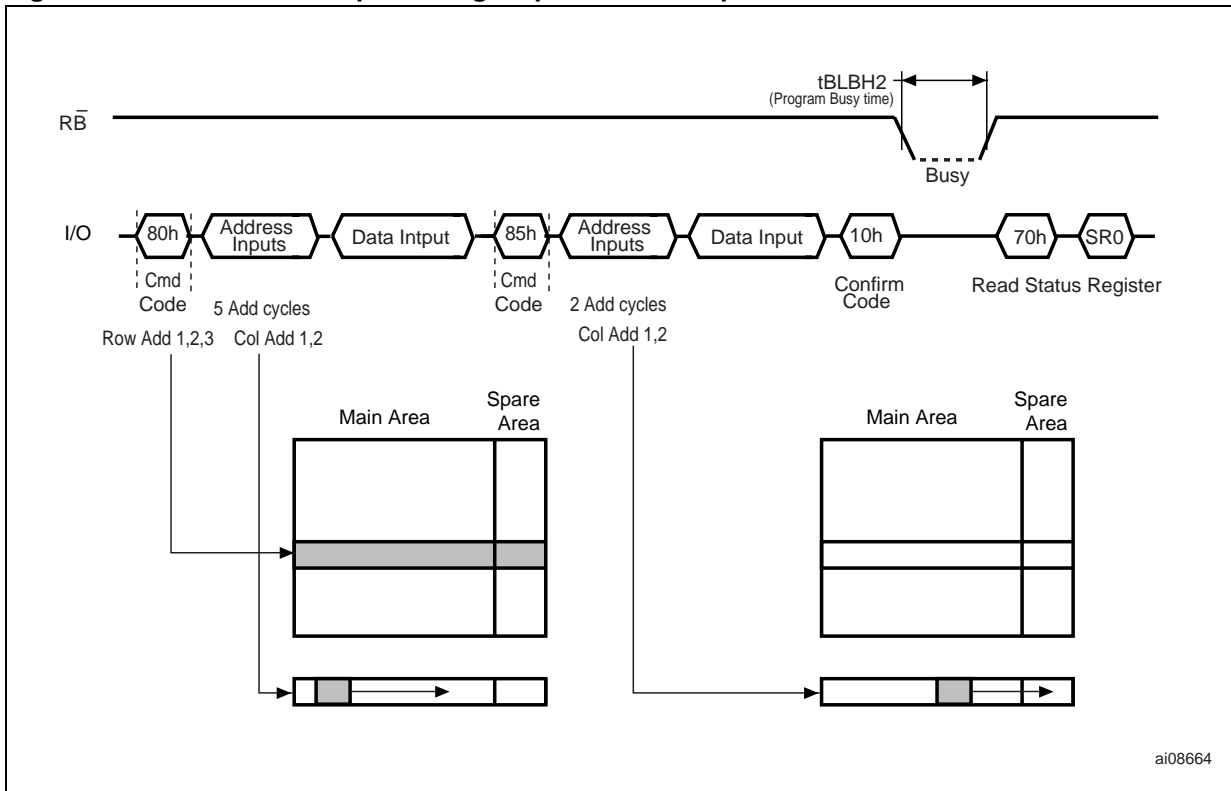 tBLBH2
(Program Busy time)
RB̅
Busy
I/O
80h
Address
Inputs
Data Intput
85h
Address
Inputs
Data Input
10h
70h
SR0
Cmd
Code
Cmd
Code
Confirm
Code
Read Status Register
5 Add cycles
2 Add cycles
Row Add 1,2,3
Col Add 1,2
Col Add 1,2
Main Area
Spare
Area
Main Area
Spare
Area
ai08664